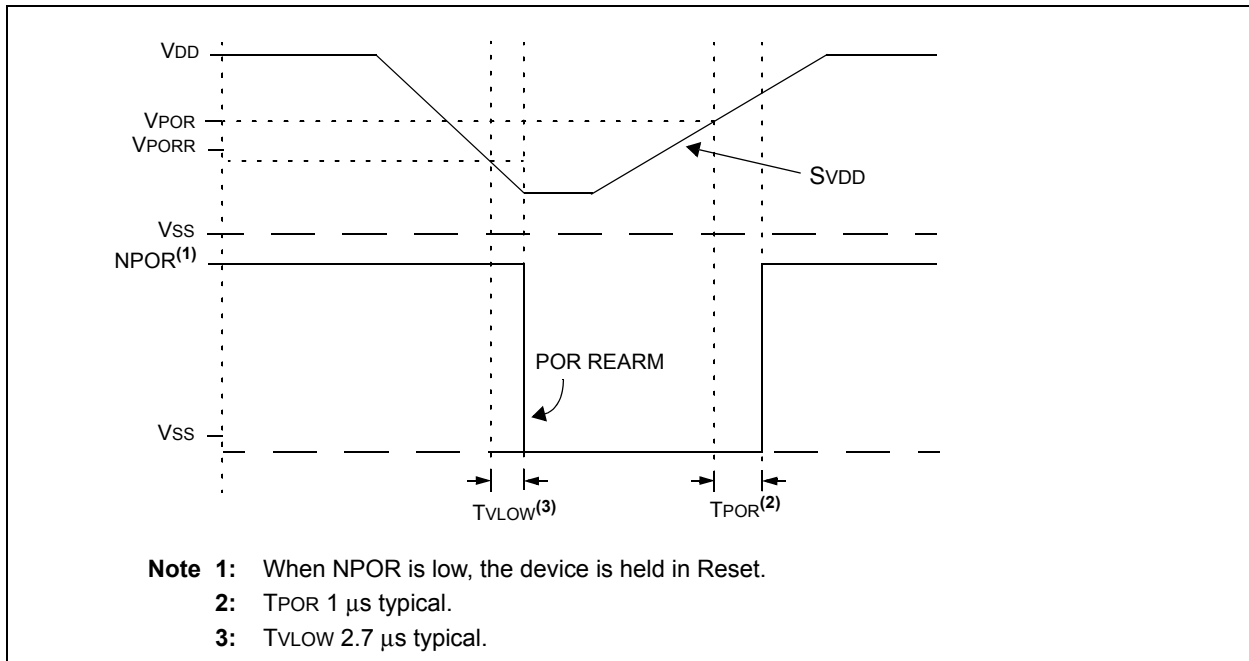 VDD
VPOR
VPORR
SVDD
VSS
NPOR(1)
POR REARM
VSS
TVLOW(3)
TPOR(2)
Note 1: When NPOR is low, the device is held in Reset.
2: TPOR 1 μs typical.
3: TVLOW 2.7 μs typical.